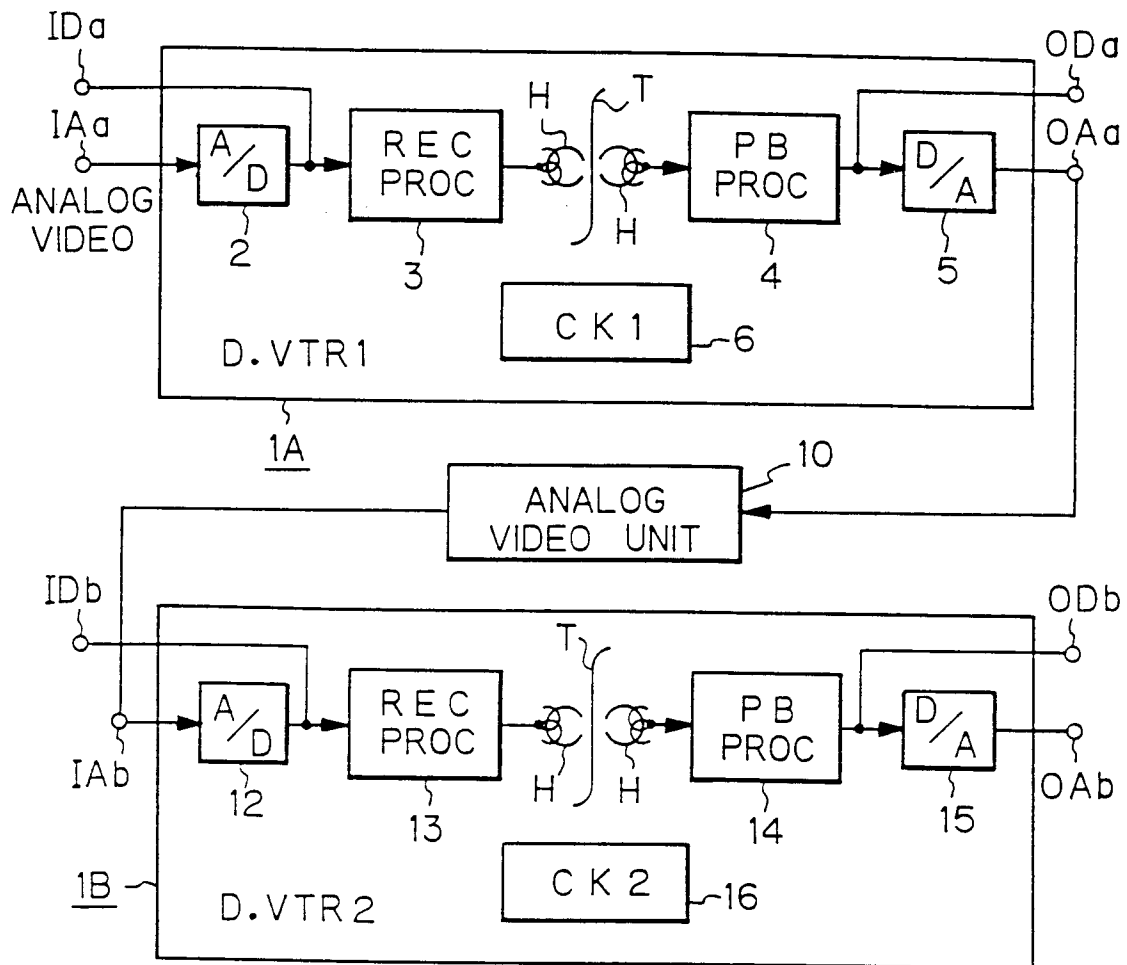 IDa
ODa
IAa
OAa
ANALOG
VIDEO
A/D
2
REC
PROC
3
H
T
H
PB
PROC
4
D/A
5
CK1
6
D.VTR1
1A
10
ANALOG
VIDEO UNIT
IDb
ODb
IAb
OAb
A/D
12
REC
PROC
13
T
H
H
PB
PROC
14
D/A
15
CK2
16
1B
D.VTR2